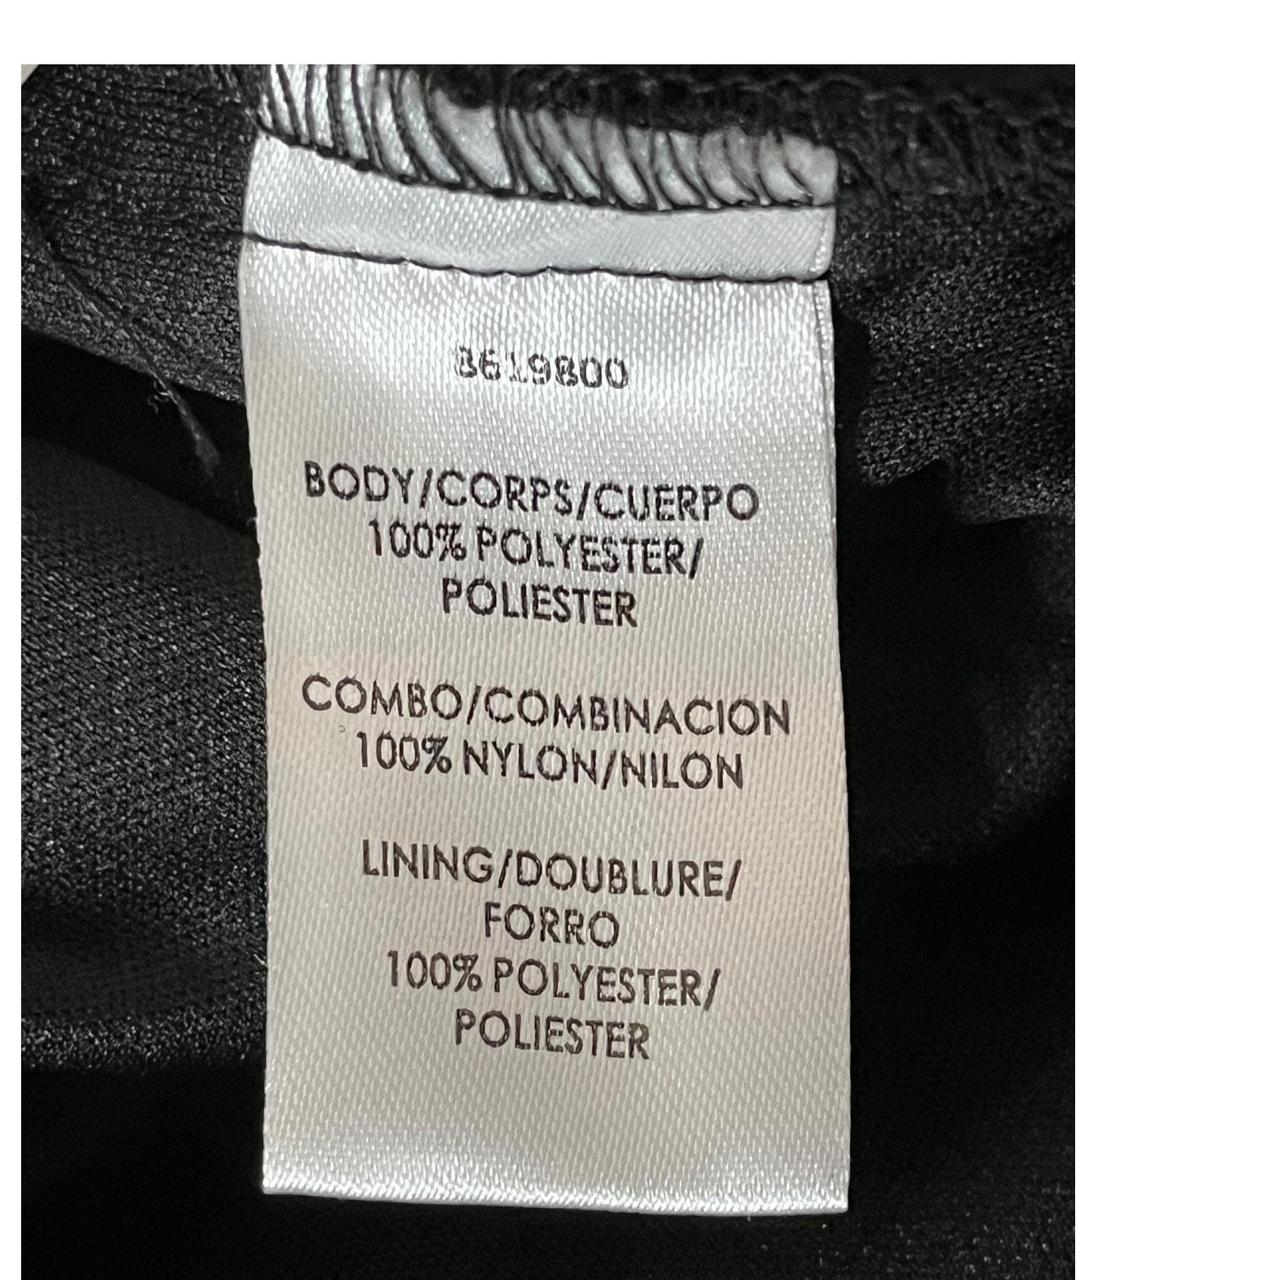 8619800
BODY/CORPS/CUERPO
100% POLYESTER/
POLIESTER
COMBO/COMBINACION
100% NYLON/NILON
LINING/DOUBLURE/
FORRO
100% POLYESTER/
POLIESTER